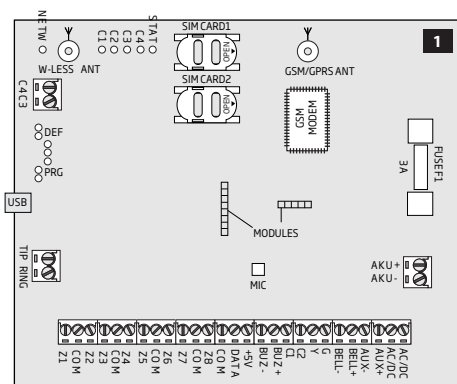 NETW
C1
C2
C3
C4
STAT
SIM CARD1
OPEN
1
W-LESS ANT
GSM/GPRS ANT
SIM CARD2
OPEN
C4 C3
GSM MODEM
DEF
PRG
FUSEF1
3A
USB
MODULES
TIP RING
MIC
AKU+
AKU-
Z1
COM
Z2
Z3
COM
Z4
Z5
COM
Z6
Z7
COM
Z8
COM
DATA
+5V
BUZ-
BUZ+
C1
C2
Y
G
BELL-
BELL+
AUX-
AUX+
AC/DC
AC/DC